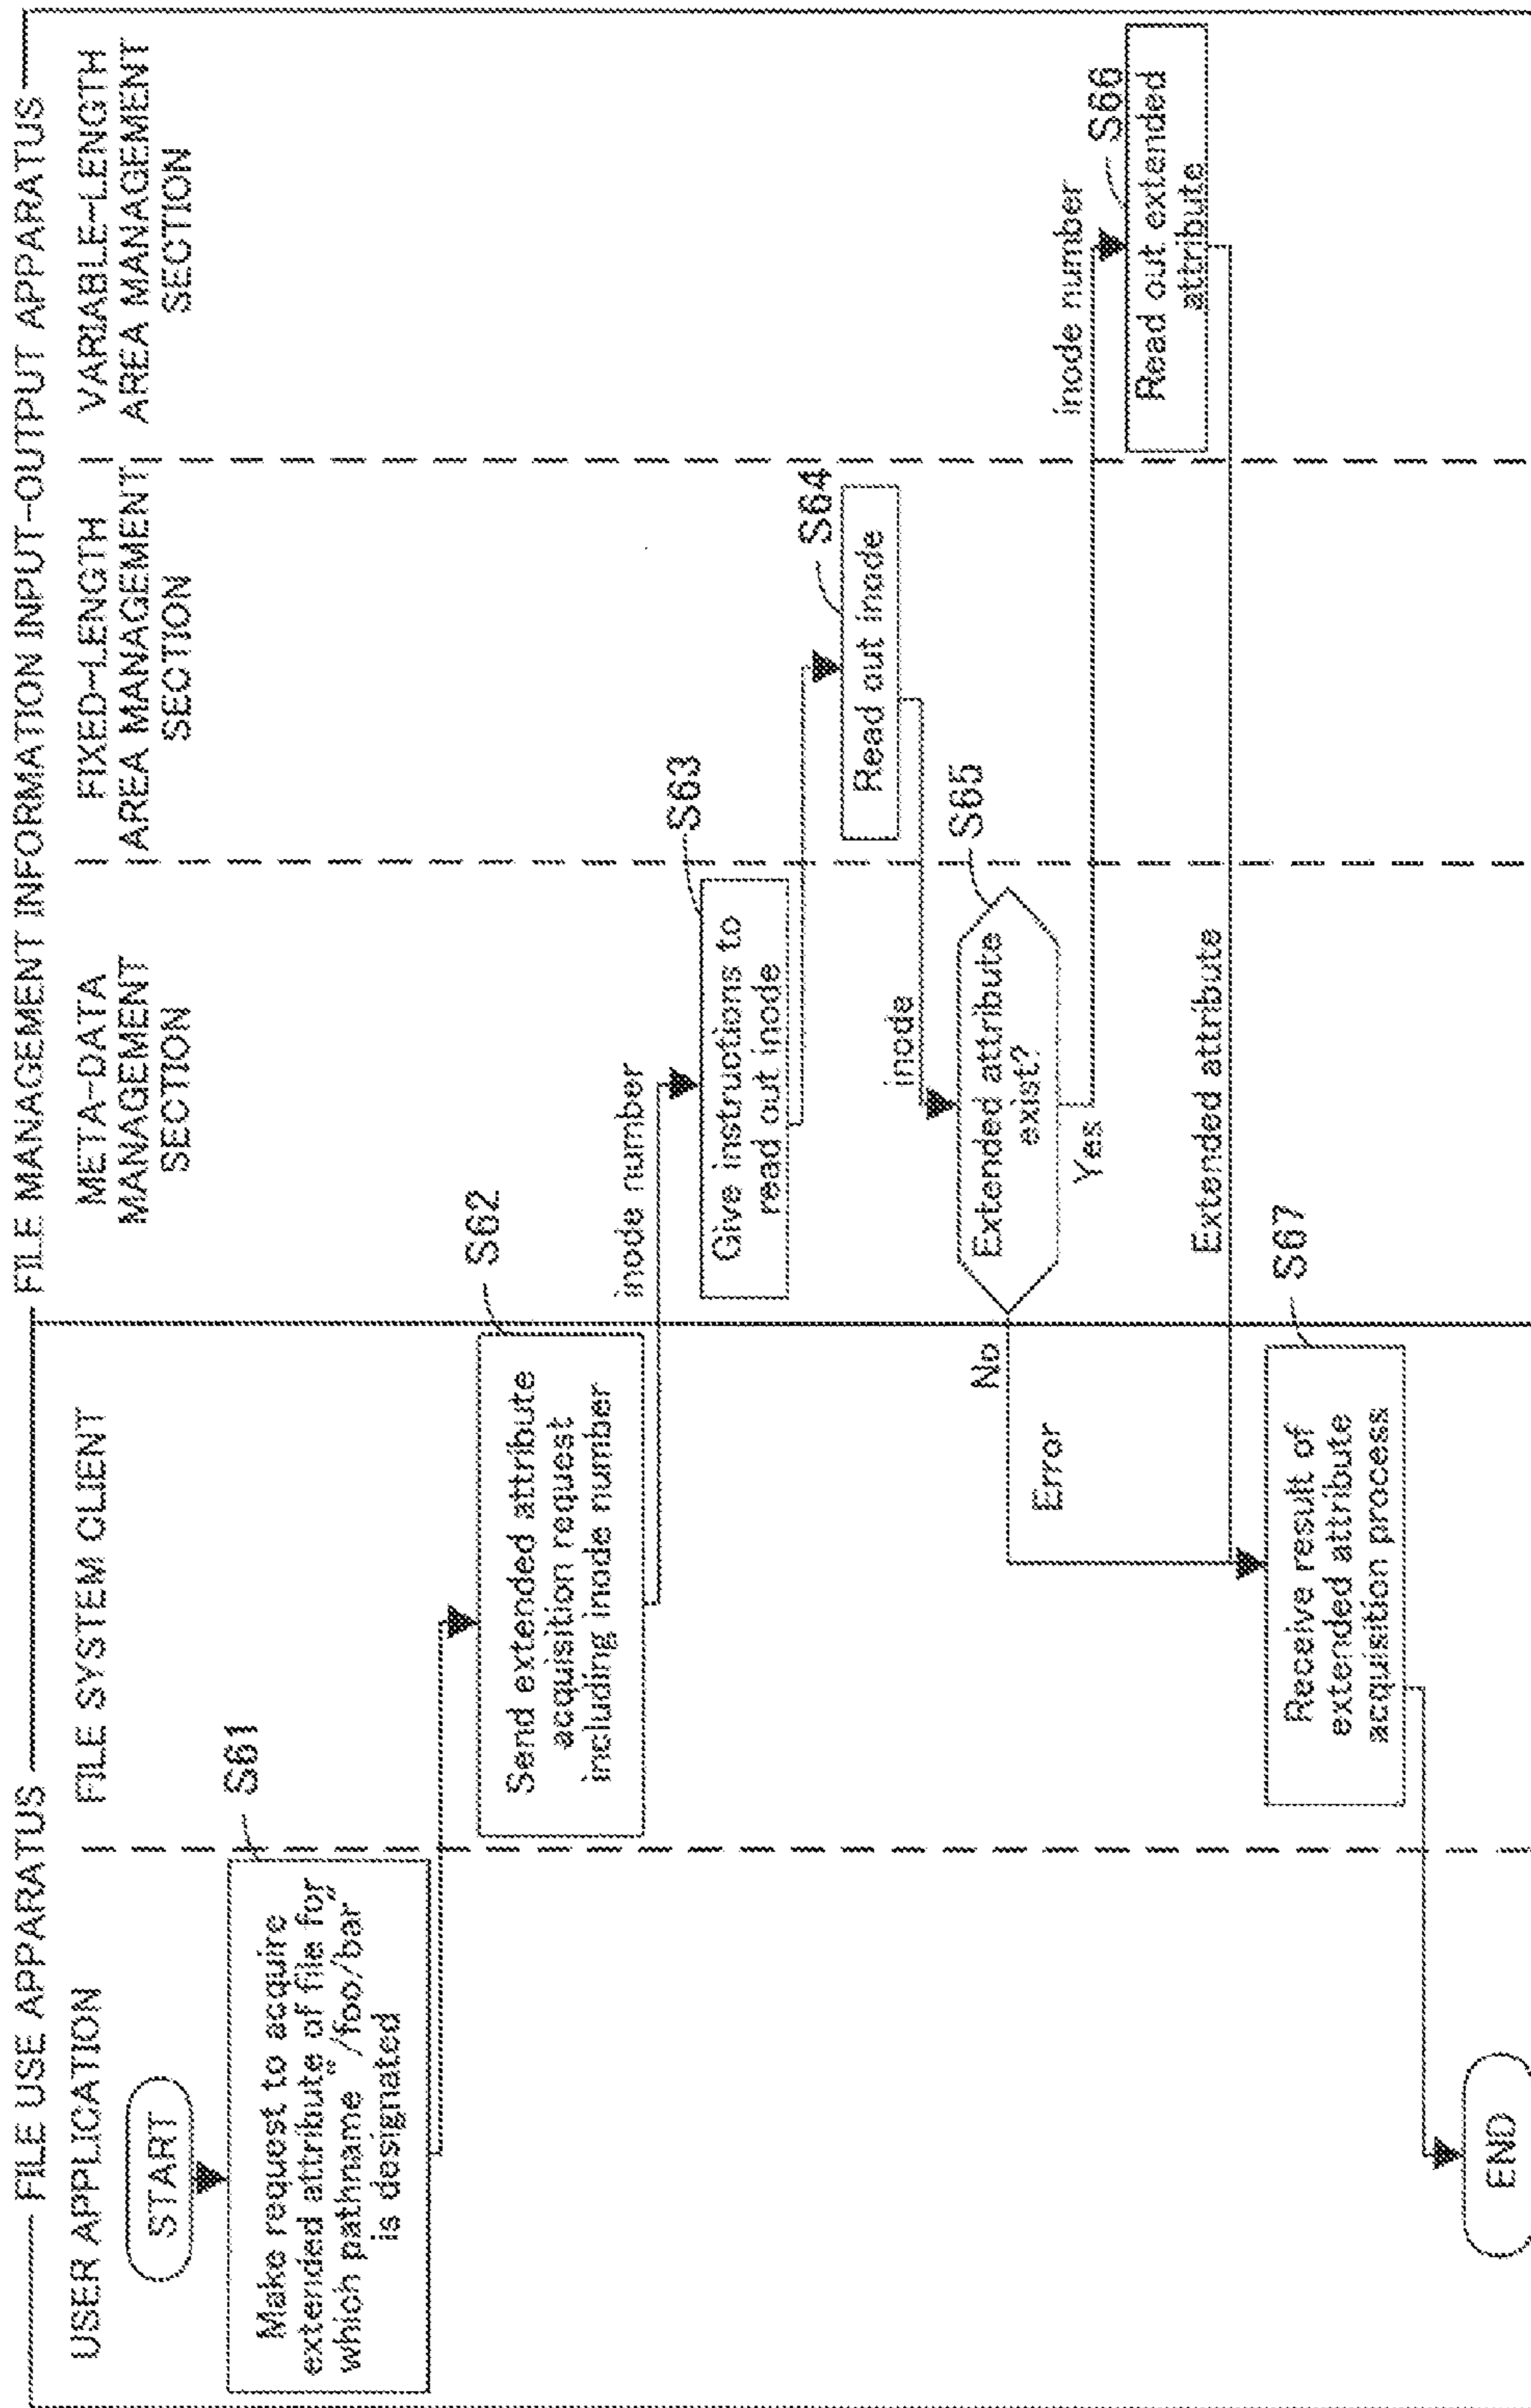 FILE USE APPARATUS
FILE MANAGEMENT INFORMATION INPUT-OUTPUT APPARATUS
USER APPLICATION
FILE SYSTEM CLIENT
META-DATA
MANAGEMENT
SECTION
FIXED-LENGTH
AREA MANAGEMENT
SECTION
VARIABLE-LENGTH
AREA MANAGEMENT
SECTION
START
S61
Make request to acquire
extended attribute of file for
which pathname "/foo/bar"
is designated
S62
Send extended attribute
acquisition request
including inode number
inode number
S63
Give instructions to
read out inode
S64
Read out inode
inode
S65
Extended attribute
exist?
No
Yes
Error
inode number
S66
Read out extended
attribute
Extended attribute
S67
Receive result of
extended attribute
acquisition process
END